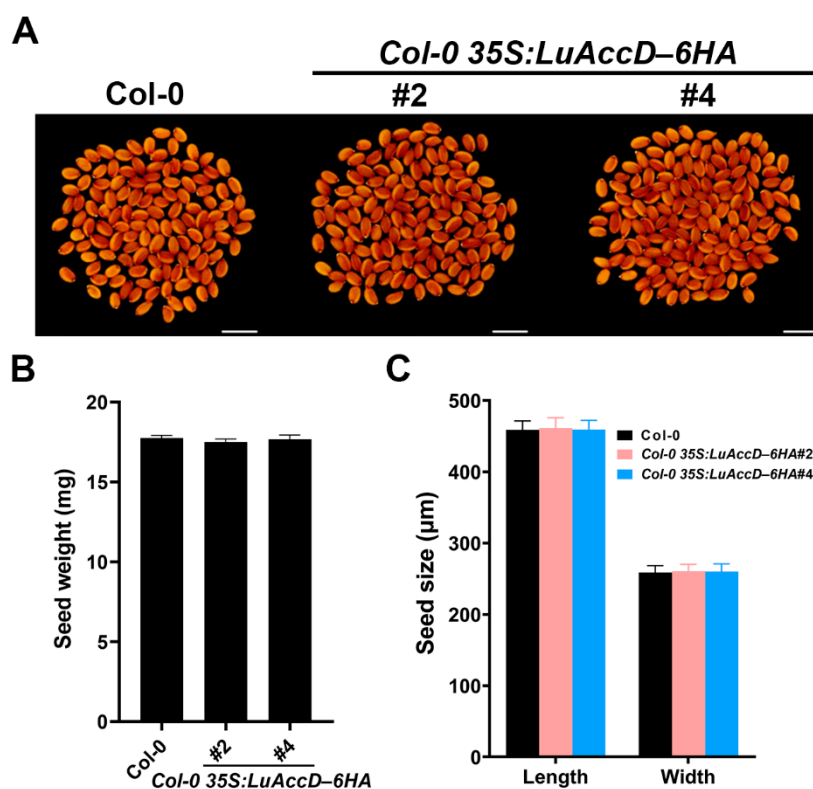 A
Col-0 35S:LuAccD–6HA
Col-0 #2 #4
B
Seed weight (mg)
20
15
10
5
0
Col-0 #2 #4
Col-0 35S:LuAccD–6HA
C
Seed size (μm)
500
400
300
200
100
0
Col-0
Col-0 35S:LuAccD–6HA#2
Col-0 35S:LuAccD–6HA#4
Length Width